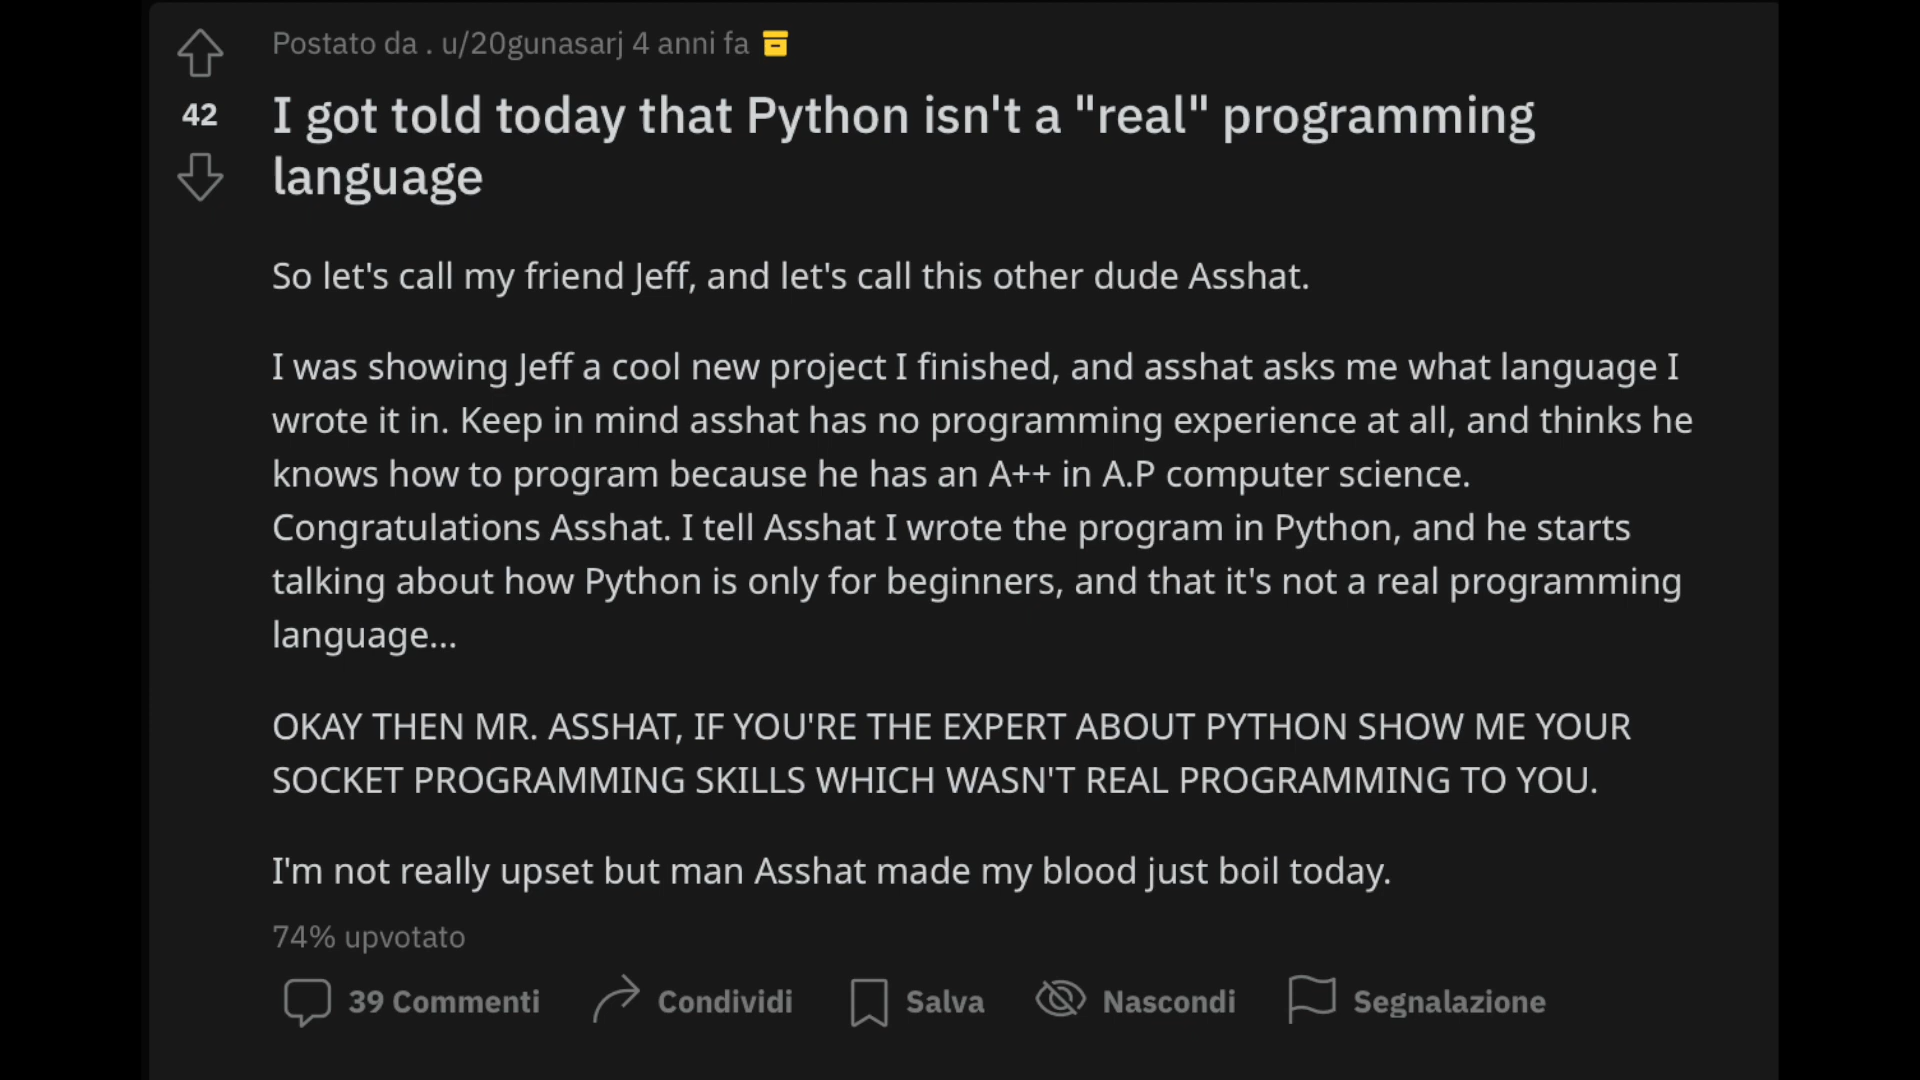 Postato da . u/20gunasarj 4 anni fa
42
I got told today that Python isn't a "real" programming
language
So let's call my friend Jeff, and let's call this other dude Asshat.
I was showing Jeff a cool new project I finished, and asshat asks me what language I
wrote it in. Keep in mind asshat has no programming experience at all, and thinks he
knows how to program because he has an A++ in A.P computer science.
Congratulations Asshat. I tell Asshat I wrote the program in Python, and he starts
talking about how Python is only for beginners, and that it's not a real programming
language...
OKAY THEN MR. ASSHAT, IF YOU'RE THE EXPERT ABOUT PYTHON SHOW ME YOUR
SOCKET PROGRAMMING SKILLS WHICH WASN'T REAL PROGRAMMING TO YOU.
I'm not really upset but man Asshat made my blood just boil today.
74% upvotato
39 Commenti Condividi Salva Nascondi Segnalazione